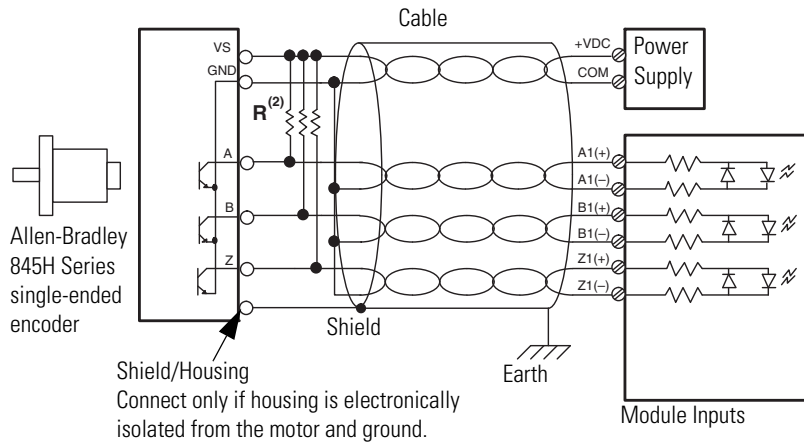 Cable
VS
GND
+VDC
COM
Power
Supply
R(2)
A
B
Z
A1(+)
A1(–)
B1(+)
B1(–)
Z1(+)
Z1(–)
Allen-Bradley
845H Series
single-ended
encoder
Shield
Earth
Shield/Housing
Connect only if housing is electronically
isolated from the motor and ground.
Module Inputs